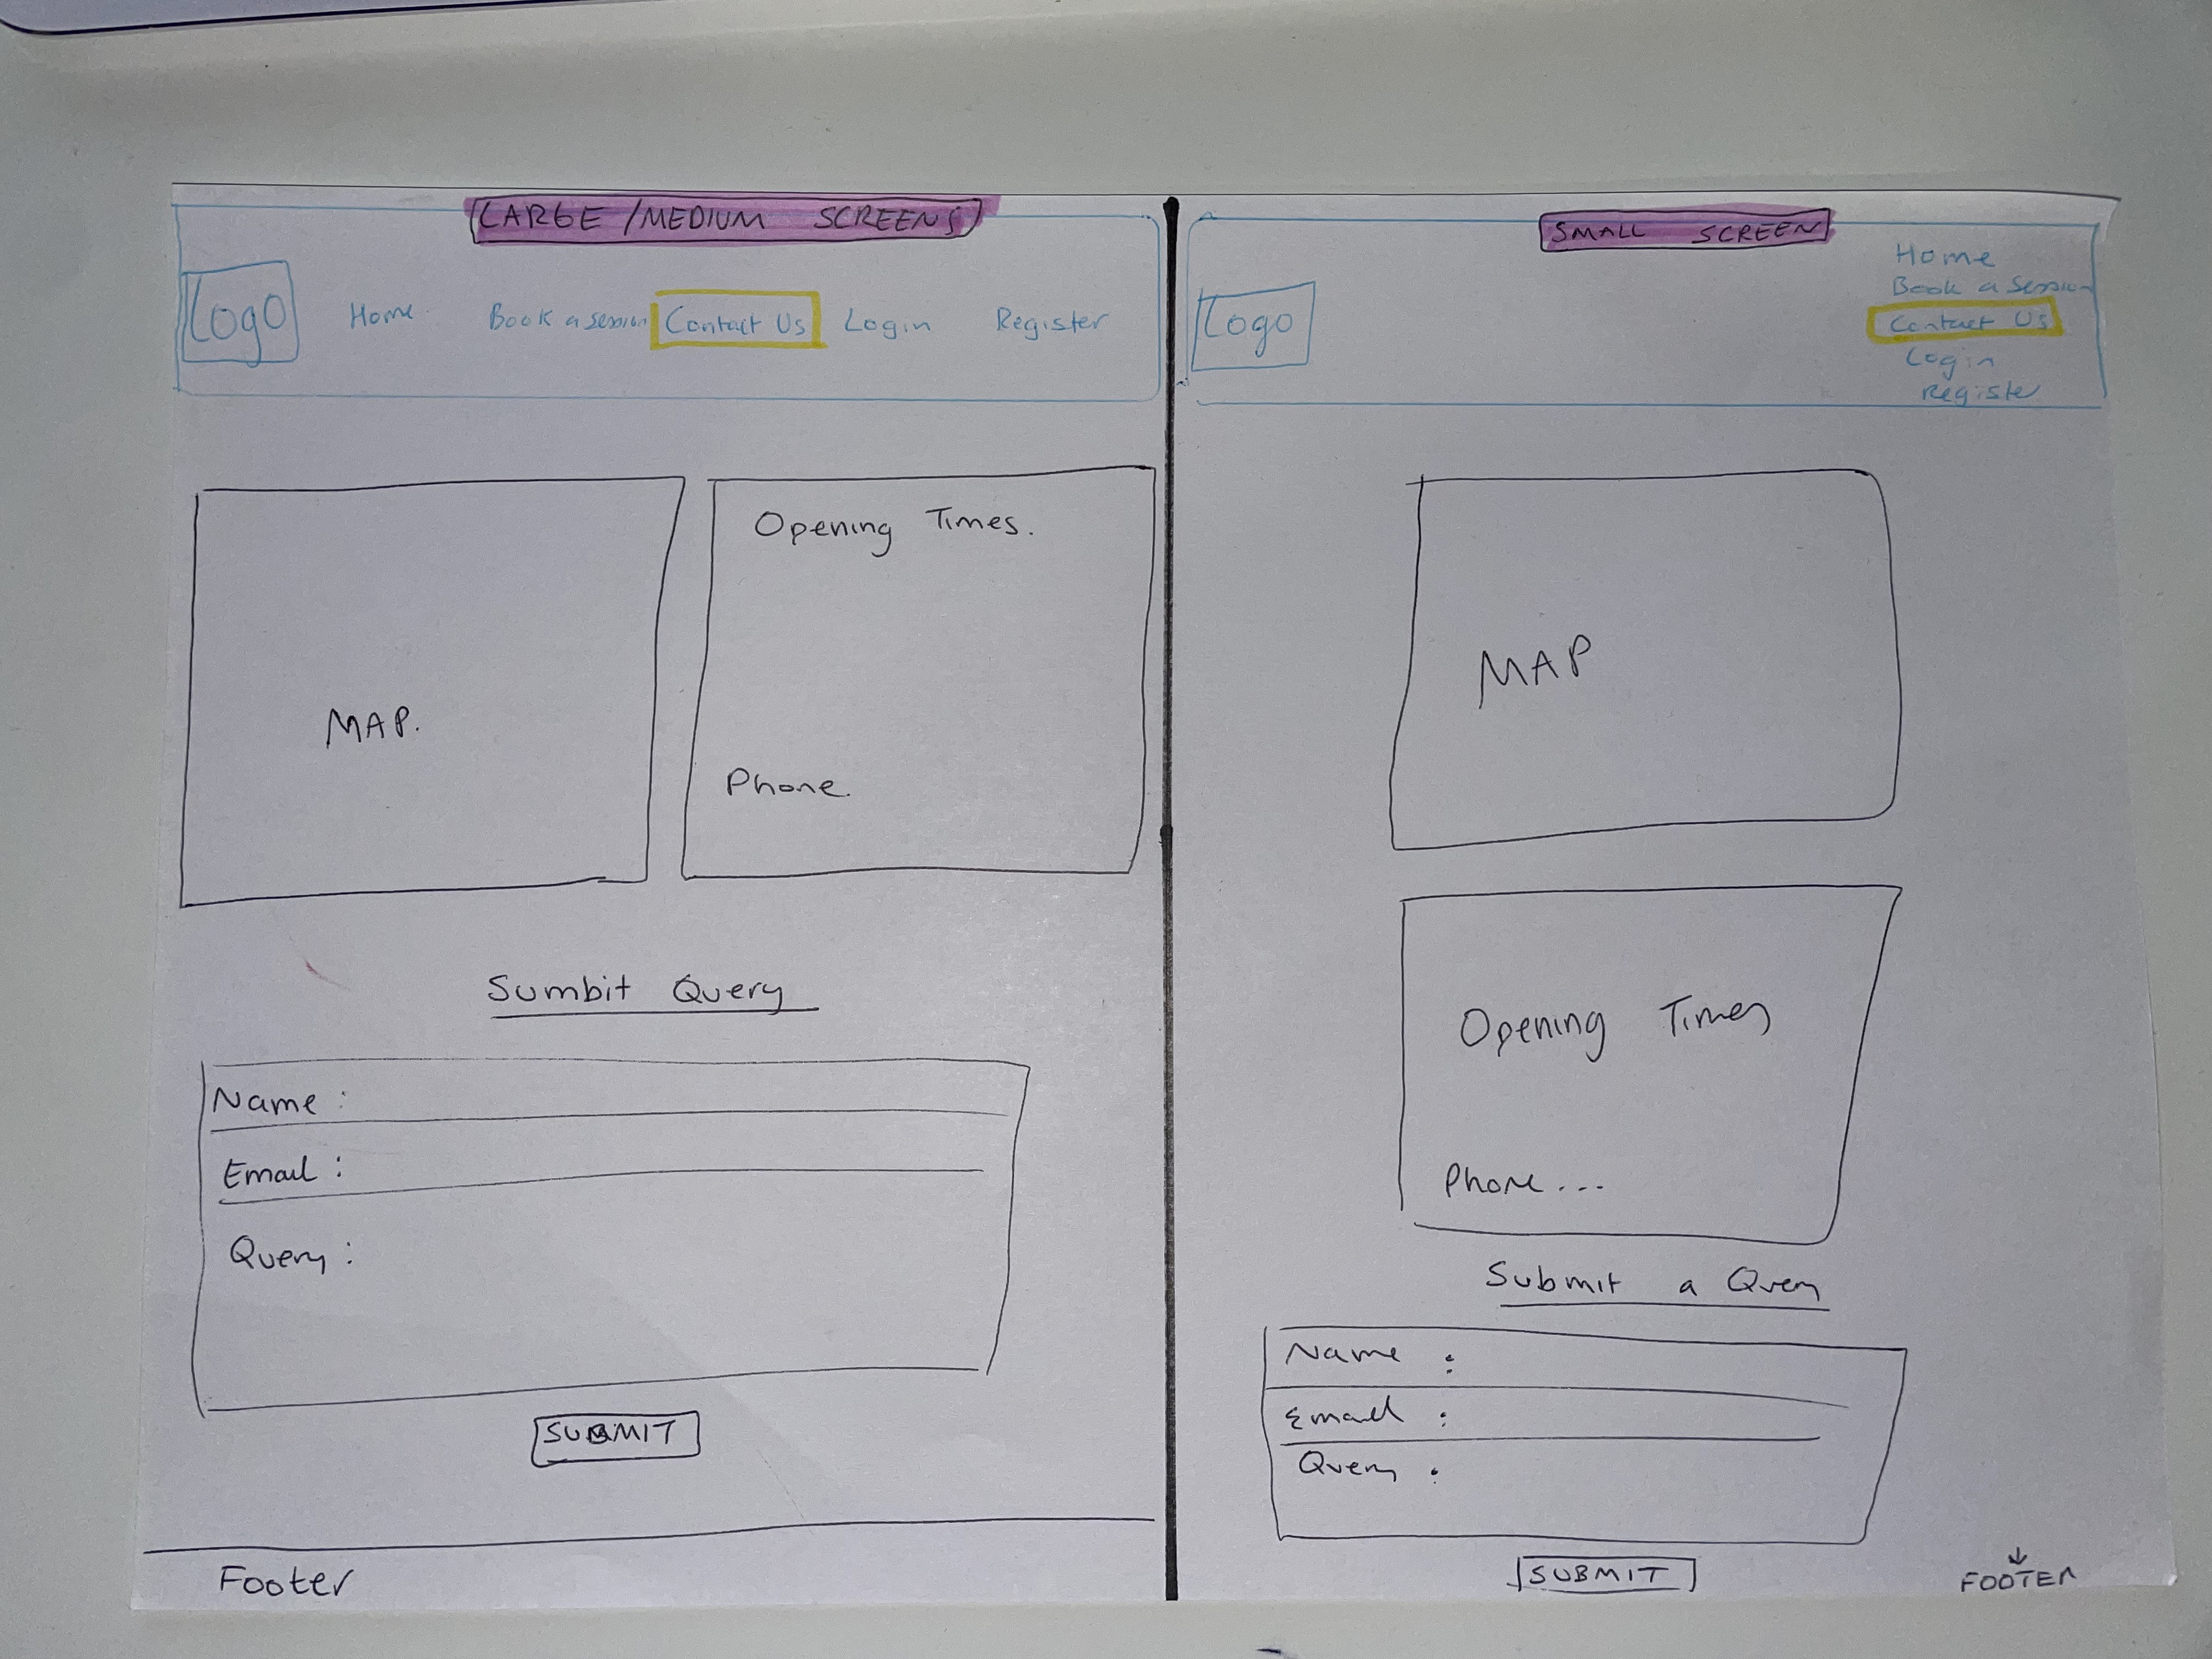 LARGE/MEDIUM SCREENS
Logo Home Book a session Contact Us Login Register
MAP.
Opening Times.
Phone.
Sumbit Query
Name :
Email :
Query :
SUBMIT
Footer
SMALL SCREEN
Logo
Home
Book a session
Contact Us
Login
Register
MAP
Opening Times
Phone...
Submit a Query
Name :
Email :
Query :
SUBMIT
FOOTER